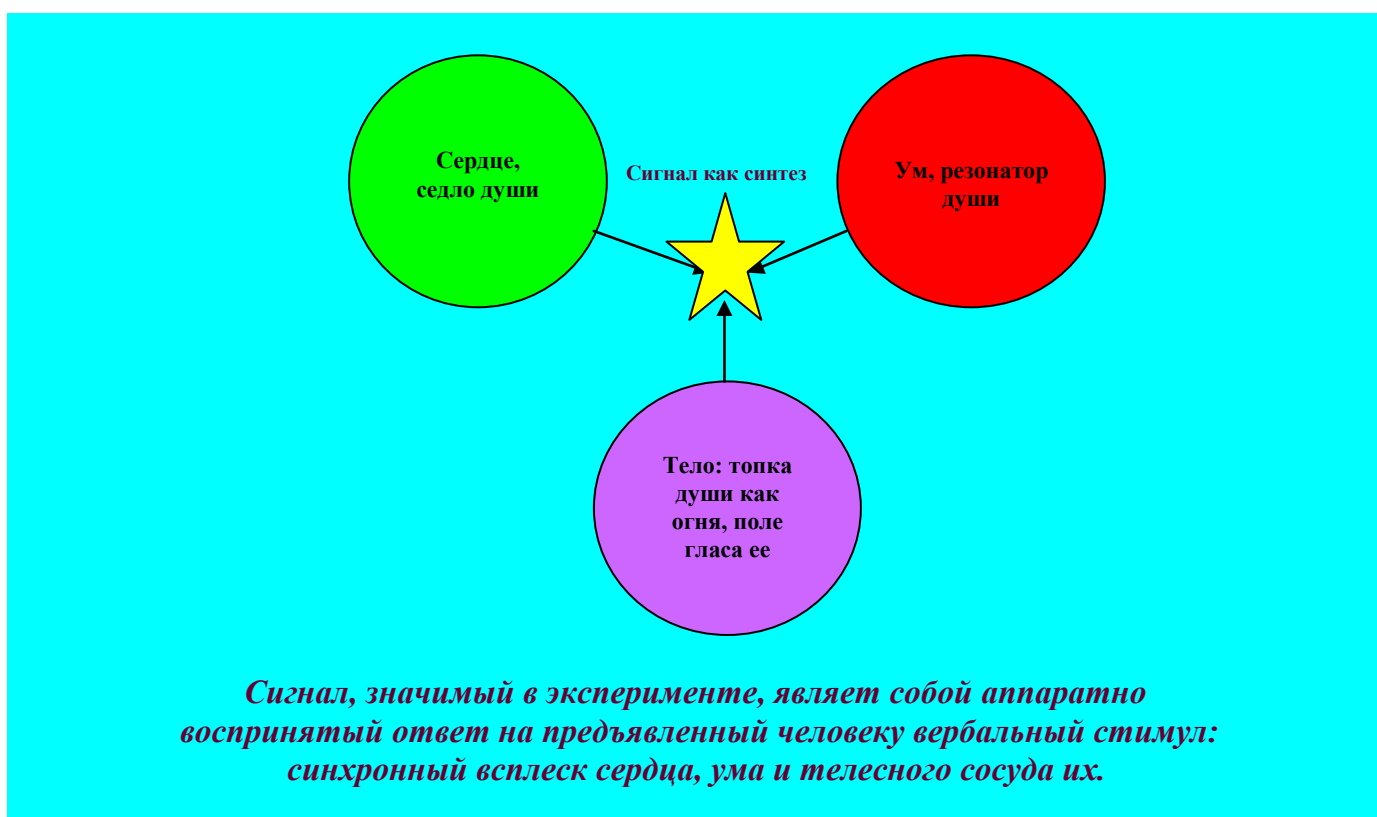 Сердце,
седло души
Сигнал как синтез
Ум, резонатор
души
Тело: топка
души как
огня, поле
гласа ее
Сигнал, значимый в эксперименте, являет собой аппаратно
воспринятый ответ на предъявленный человеку вербальный стимул:
синхронный всплеск сердца, ума и телесного сосуда их.